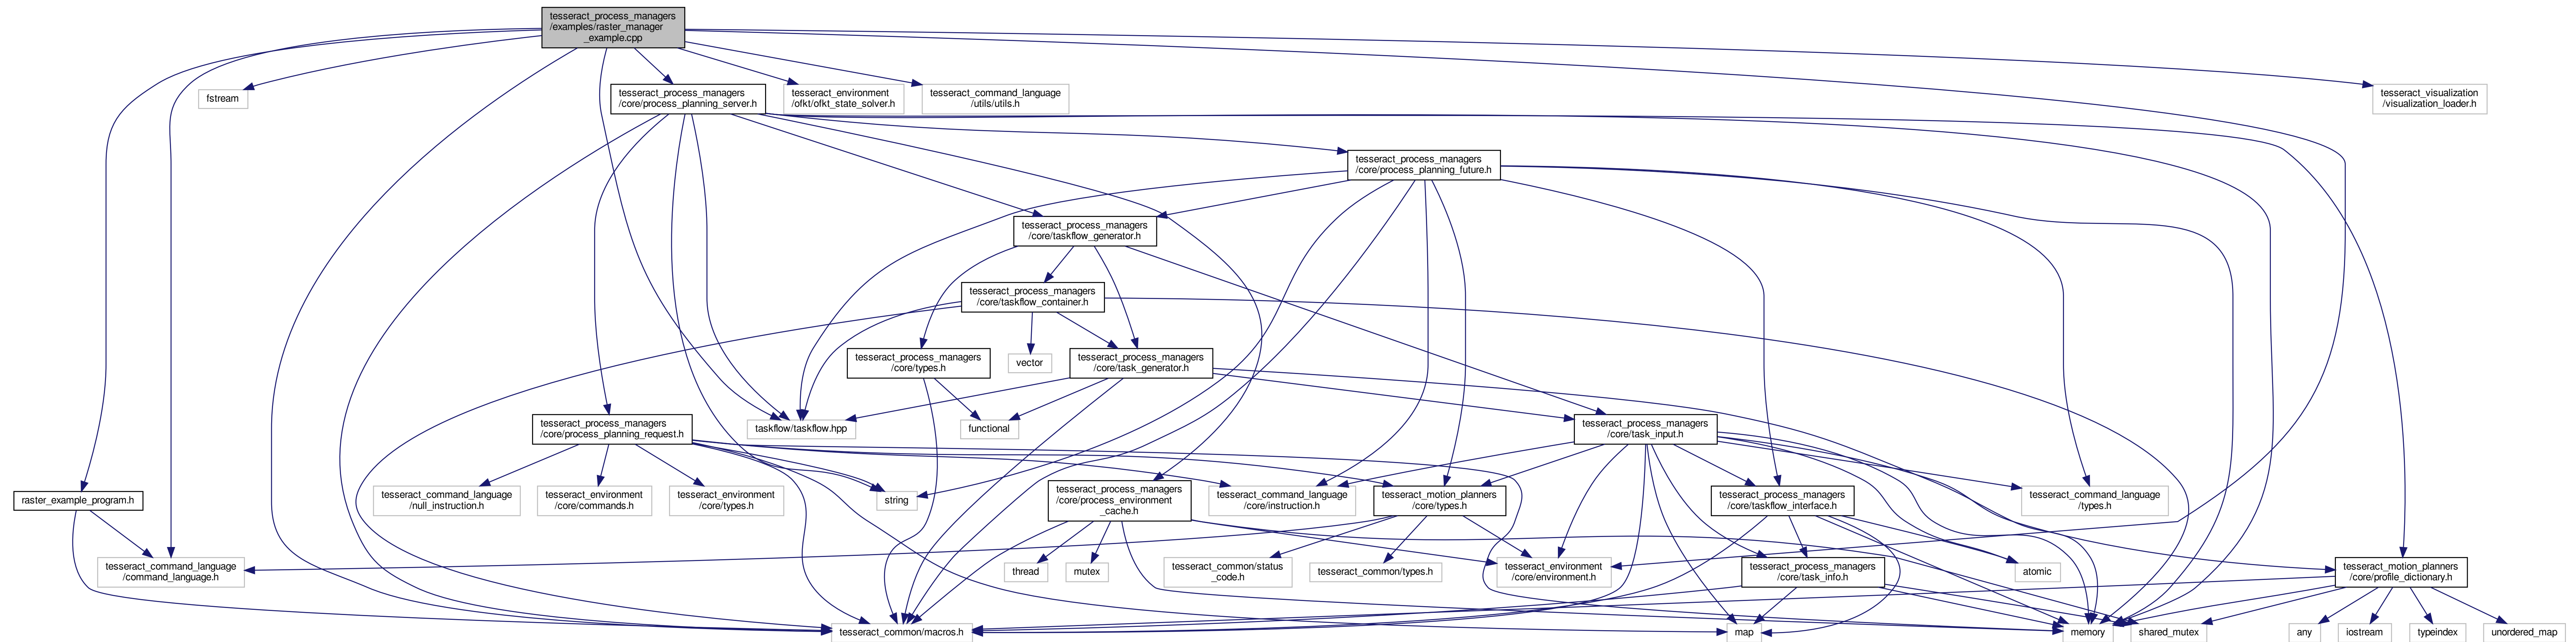 tesseract_process_managers
/examples/raster_manager
_example.cpp
fstream
tesseract_process_managers
/core/process_planning_server.h
tesseract_environment
/ofkt/ofkt_state_solver.h
tesseract_command_language
/utils/utils.h
tesseract_visualization
/visualization_loader.h
tesseract_process_managers
/core/process_planning_future.h
tesseract_process_managers
/core/taskflow_generator.h
tesseract_process_managers
/core/taskflow_container.h
tesseract_process_managers
/core/types.h
vector
tesseract_process_managers
/core/task_generator.h
tesseract_process_managers
/core/process_planning_request.h
taskflow/taskflow.hpp
functional
tesseract_process_managers
/core/task_input.h
raster_example_program.h
tesseract_command_language
/null_instruction.h
tesseract_environment
/core/commands.h
tesseract_environment
/core/types.h
string
tesseract_process_managers
/core/process_environment
_cache.h
tesseract_command_language
/core/instruction.h
tesseract_motion_planners
/core/types.h
tesseract_process_managers
/core/taskflow_interface.h
tesseract_command_language
/types.h
tesseract_command_language
/command_language.h
thread
mutex
tesseract_common/status
_code.h
tesseract_common/types.h
tesseract_environment
/core/environment.h
tesseract_process_managers
/core/task_info.h
atomic
tesseract_motion_planners
/core/profile_dictionary.h
tesseract_common/macros.h
map
memory
shared_mutex
any
iostream
typeindex
unordered_map